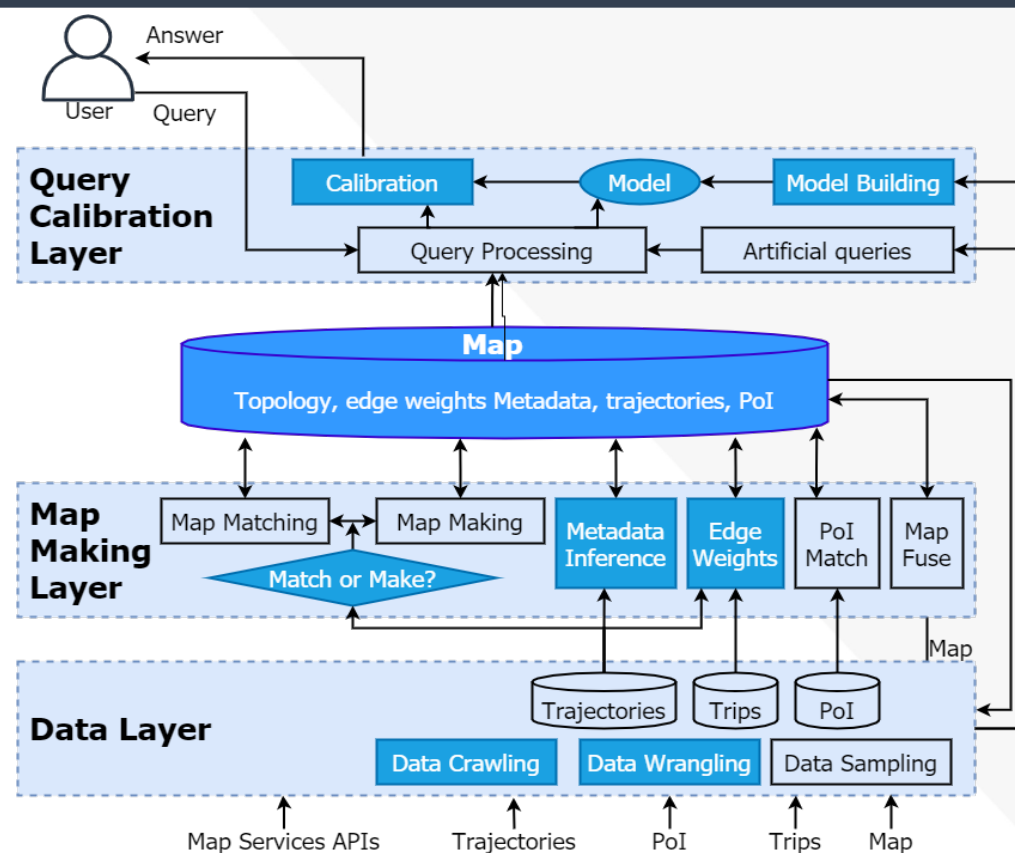 Answer
User
Query
Query
Calibration
Layer
Calibration
Model
Model Building
Query Processing
Artificial queries
Map
Topology, edge weights Metadata, trajectories, PoI
Map
Making
Layer
Map Matching
Map Making
Metadata
Inference
Edge
Weights
PoI
Match
Map
Fuse
Match or Make?
Map
Data Layer
Trajectories
Trips
PoI
Data Crawling
Data Wrangling
Data Sampling
Map Services APIs
Trajectories
PoI
Trips
Map